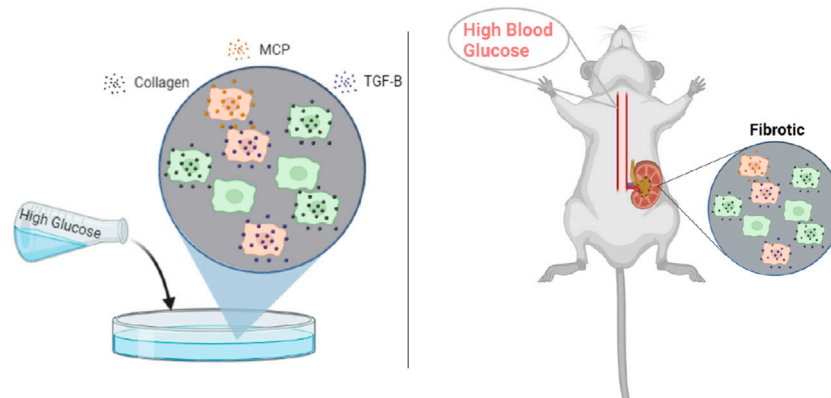 MCP
Collagen
TGF-B
High Glucose
High Blood
Glucose
Fibrotic